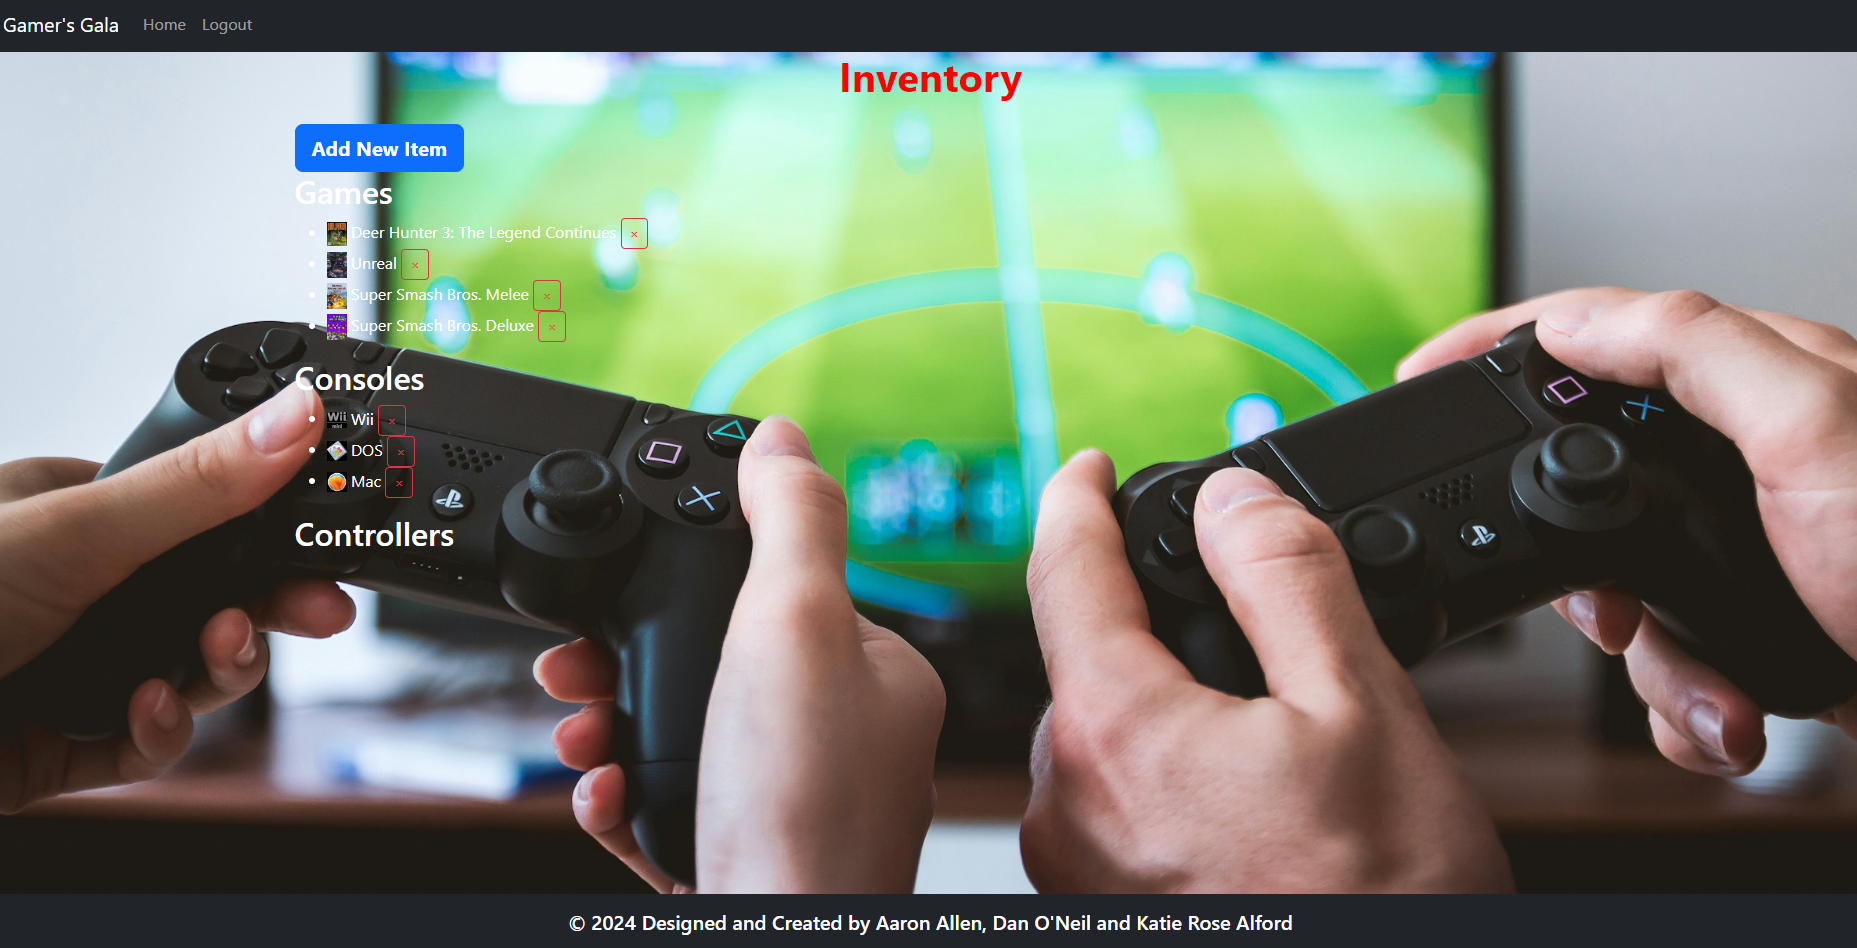 Gamer's Gala Home Logout
Inventory
Add New Item
Games
Deer Hunter 3: The Legend Continues ×
Unreal ×
Super Smash Bros. Melee ×
Super Smash Bros. Deluxe ×
Consoles
Wii Wii ×
DOS ×
Mac ×
Controllers
© 2024 Designed and Created by Aaron Allen, Dan O'Neil and Katie Rose Alford